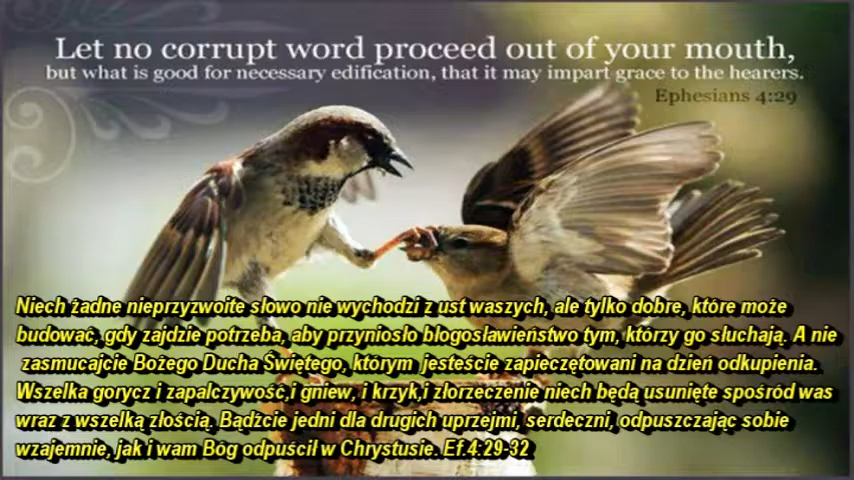 Let no corrupt word proceed out of your mouth,
but what is good for necessary edification, that it may impart grace to the hearers.
Ephesians 4:29
Niech żadne nieprzyzwoite słowo nie wychodzi z ust waszych, ale tylko dobre, które może
budować, gdy zajdzie potrzeba, aby przyniosło błogosławieństwo tym, którzy go słuchają. A nie
zasmucajcie Bożego Ducha Świętego, którym jesteście zapieczętowani na dzień odkupienia.
Wszelka gorycz i zapalczywość,i gniew, i krzyk,i złorzeczenie niech będą usunięte spośród was
wraz z wszelką złością. Bądźcie jedni dla drugich uprzejmi, serdeczni, odpuszczając sobie
wzajemnie, jak i wam Bóg odpuścił w Chrystusie. Ef.4:29-32